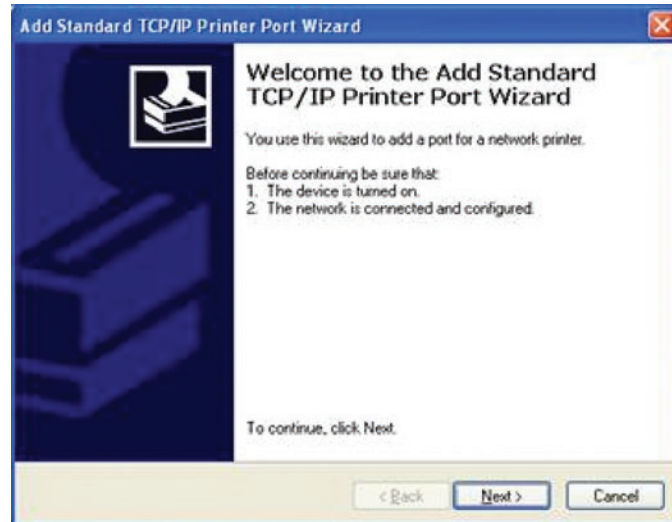 Add Standard TCP/IP Printer Port Wizard
Welcome to the Add Standard
TCP/IP Printer Port Wizard
You use this wizard to add a port for a network printer.
Before continuing be sure that:
1. The device is turned on.
2. The network is connected and configured.
To continue, click Next.
< Back Next > Cancel